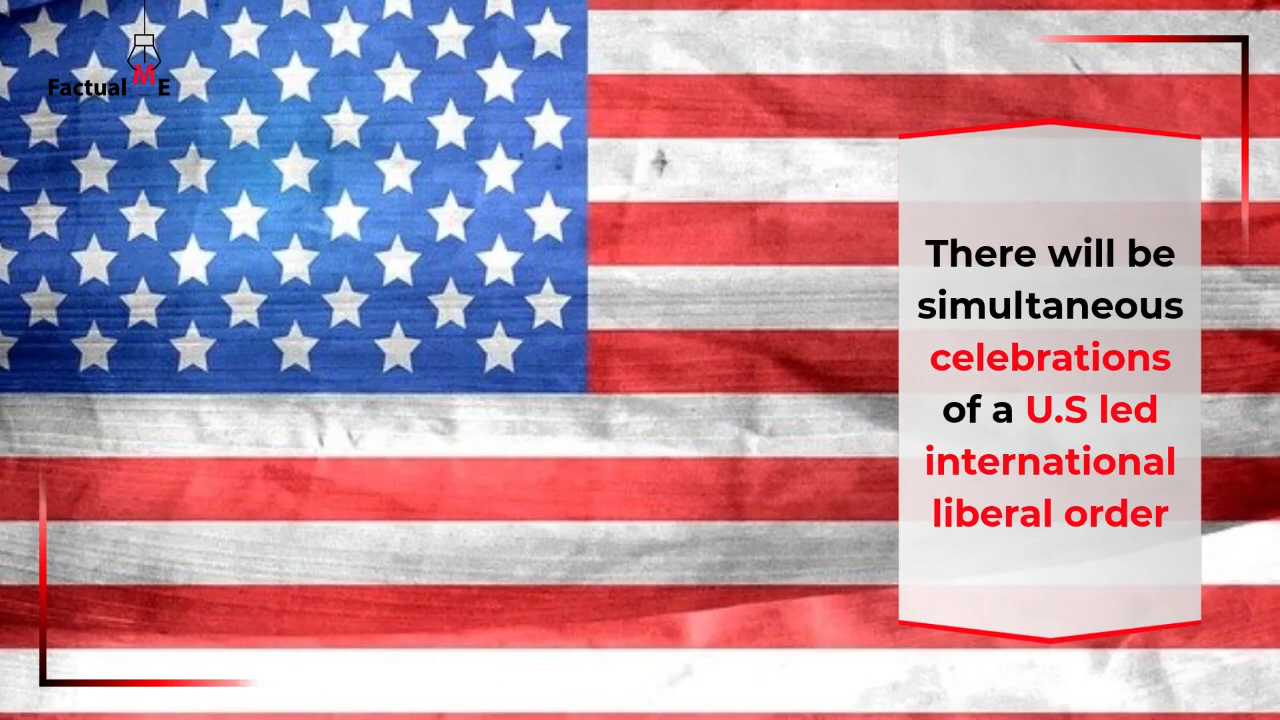 Factual M E
There will be
simultaneous
celebrations
of a U.S led
international
liberal order